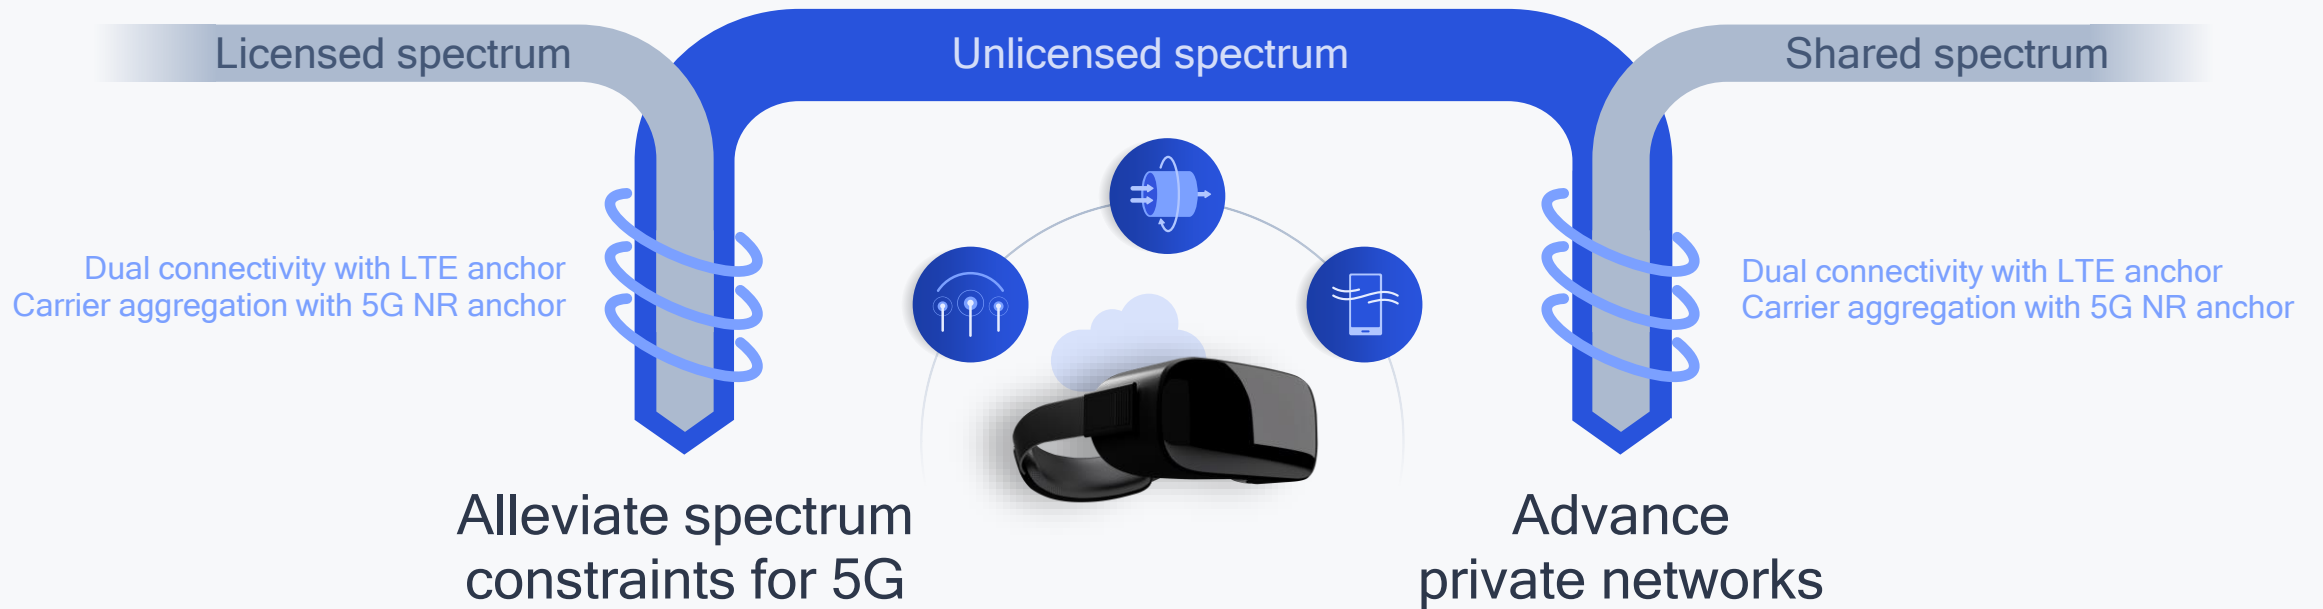 Licensed spectrum
Unlicensed spectrum
Shared spectrum
Dual connectivity with LTE anchor
Carrier aggregation with 5G NR anchor
Dual connectivity with LTE anchor
Carrier aggregation with 5G NR anchor
Alleviate spectrum
constraints for 5G
Advance
private networks